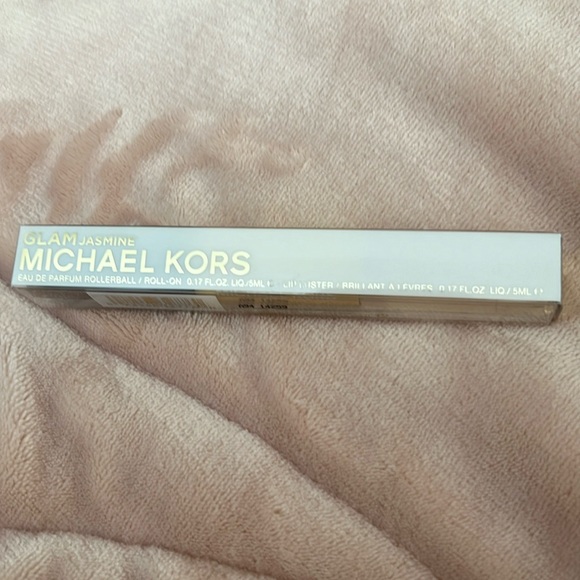 GLAM JASMINE
MICHAEL KORS
EAU DE PARFUM ROLLERBALL / ROLL-ON 0.17 FL.OZ. LIQ./5ML ℮ LIP LUSTER / BRILLANT A LÈVRES 0.17 FL.OZ. LIQ./5ML ℮